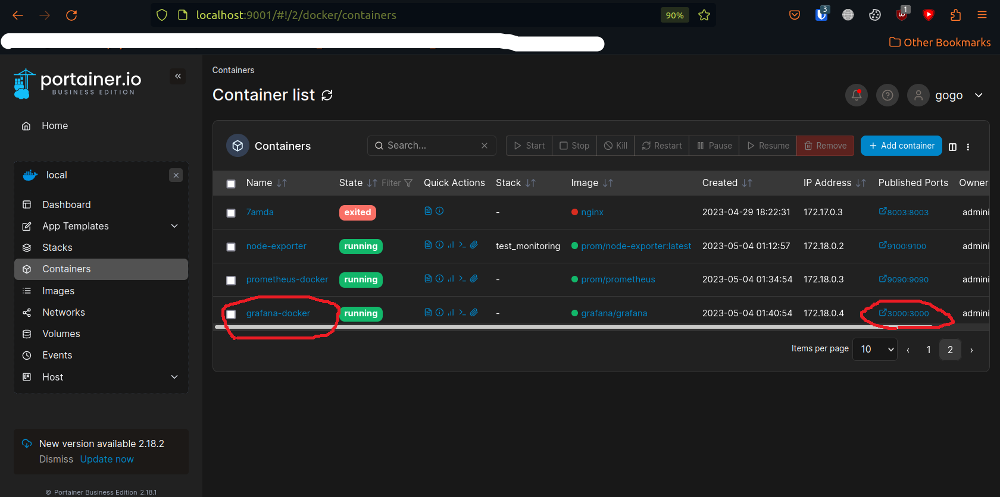 localhost:9001/#!/2/docker/containers
90%
3
1
Other Bookmarks
portainer.io
BUSINESS EDITION
Home
local
Dashboard
App Templates
Stacks
Containers
Images
Networks
Volumes
Events
Host
New version available 2.18.2
Dismiss Update now
© Portainer Business Edition 2.18.1
Containers
Container list
gogo
Containers
Search...
Start Stop Kill Restart Pause Resume Remove
+ Add container
Name State Filter Quick Actions Stack Image Created IP Address Published Ports Owner
7amda exited - nginx 2023-04-29 18:22:31 172.17.0.3 8003:8003 admini
node-exporter running test_monitoring prom/node-exporter:latest 2023-05-04 01:12:57 172.18.0.2 9100:9100 admini
prometheus-docker running - prom/prometheus 2023-05-04 01:34:54 172.18.0.3 9090:9090 admini
grafana-docker running - grafana/grafana 2023-05-04 01:40:54 172.18.0.4 3000:3000 admini
Items per page 10 ‹ 1 2 ›